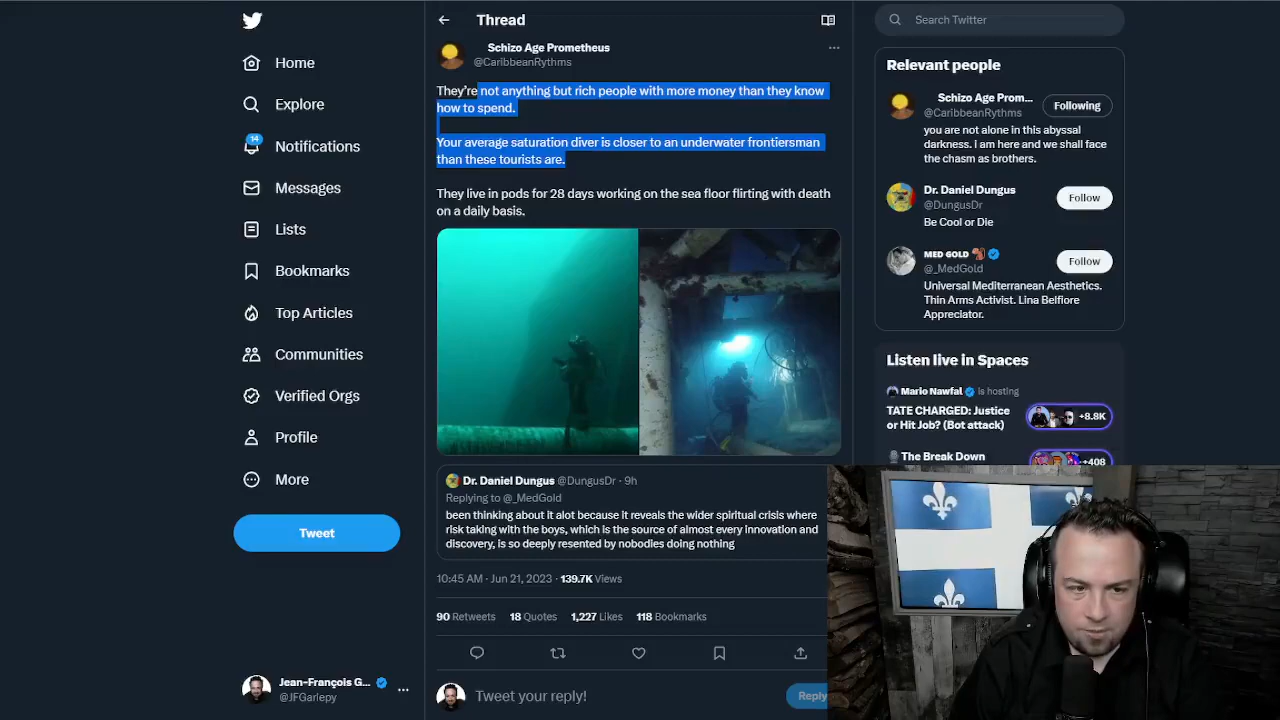 Thread
Search Twitter
Home
Explore
14
Notifications
Messages
Lists
Bookmarks
Top Articles
Communities
Verified Orgs
Profile
More
Tweet
Jean-François G...
@JFGariepy
Schizo Age Prometheus
@CaribbeanRythms
They're not anything but rich people with more money than they know
how to spend.
Your average saturation diver is closer to an underwater frontiersman
than these tourists are.
They live in pods for 28 days working on the sea floor flirting with death
on a daily basis.
Dr. Daniel Dungus @DungusDr · 9h
Replying to @_MedGold
been thinking about it alot because it reveals the wider spiritual crisis where
risk taking with the boys, which is the source of almost every innovation and
discovery, is so deeply resented by nobodies doing nothing
10:45 AM · Jun 21, 2023 · 139.7K Views
90 Retweets 18 Quotes 1,227 Likes 118 Bookmarks
Tweet your reply!
Reply
Relevant people
Schizo Age Prom...
@CaribbeanRythms
Following
you are not alone in this abyssal
darkness. i am here and we shall face
the chasm as brothers.
Dr. Daniel Dungus
@DungusDr
Follow
Be Cool or Die
MED GOLD
@_MedGold
Follow
Universal Mediterranean Aesthetics.
Thin Arms Activist. Lina Belfiore
Appreciator.
Listen live in Spaces
Mario Nawfal is hosting
TATE CHARGED: Justice
or Hit Job? (Bot attack)
+8.8K
The Break Down
+408